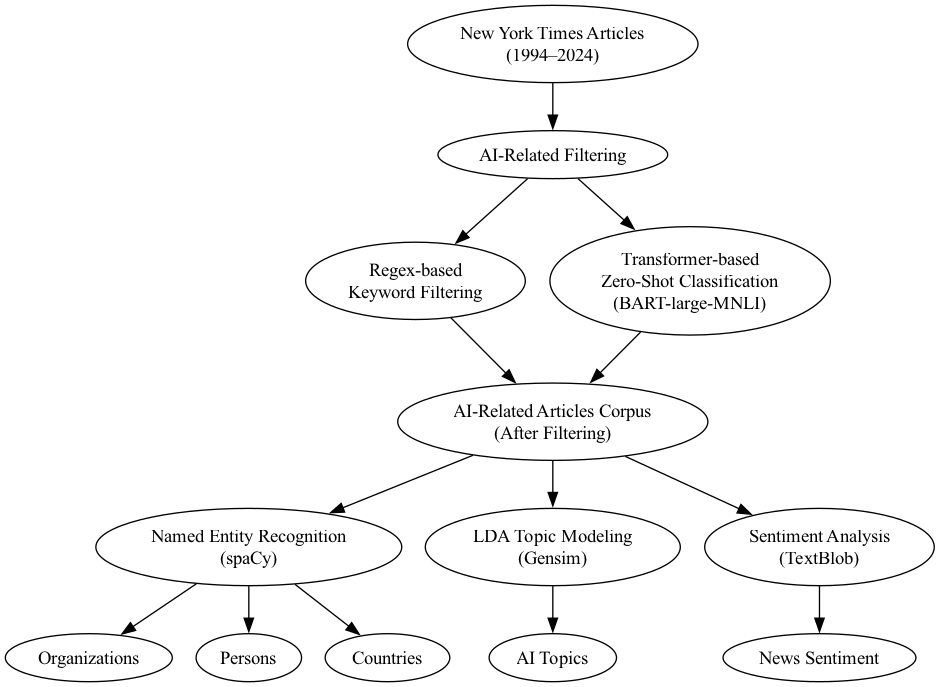 New York Times Articles
(1994–2024)
AI-Related Filtering
Regex-based
Keyword Filtering
Transformer-based
Zero-Shot Classification
(BART-large-MNLI)
AI-Related Articles Corpus
(After Filtering)
Named Entity Recognition
(spaCy)
LDA Topic Modeling
(Gensim)
Sentiment Analysis
(TextBlob)
Organizations
Persons
Countries
AI Topics
News Sentiment